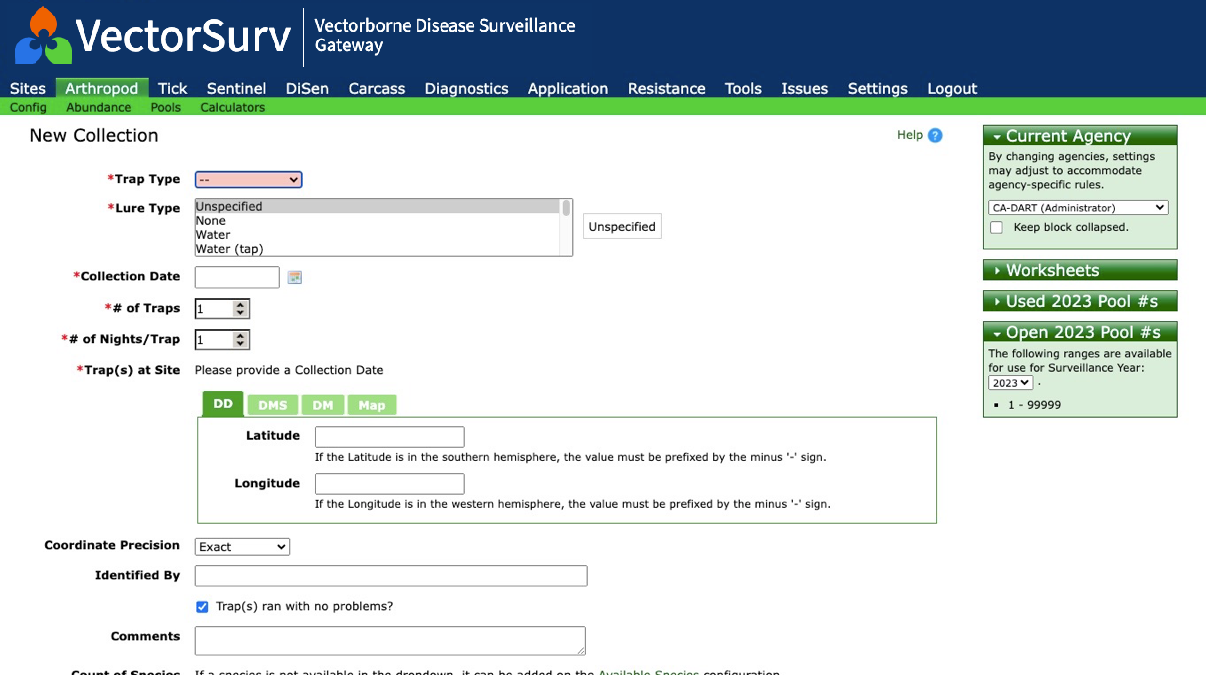 VectorSurv
Vectorborne Disease Surveillance
Gateway
Sites Arthropod Tick Sentinel DiSen Carcass Diagnostics Application Resistance Tools Issues Settings Logout
Config Abundance Pools Calculators
New Collection
Help ?
*Trap Type --
*Lure Type Unspecified
None
Water
Water (tap)
Unspecified
*Collection Date
*# of Traps 1
*# of Nights/Trap 1
*Trap(s) at Site Please provide a Collection Date
DD DMS DM Map
Latitude
If the Latitude is in the southern hemisphere, the value must be prefixed by the minus '-' sign.
Longitude
If the Longitude is in the western hemisphere, the value must be prefixed by the minus '-' sign.
Coordinate Precision Exact
Identified By
Trap(s) ran with no problems?
Comments
Count of Species If a species is not available in the dropdown, it can be added on the Available Species configuration
Current Agency
By changing agencies, settings
may adjust to accommodate
agency-specific rules.
CA-DART (Administrator)
Keep block collapsed.
Worksheets
Used 2023 Pool #s
Open 2023 Pool #s
The following ranges are available
for use for Surveillance Year:
2023 .
1 - 99999